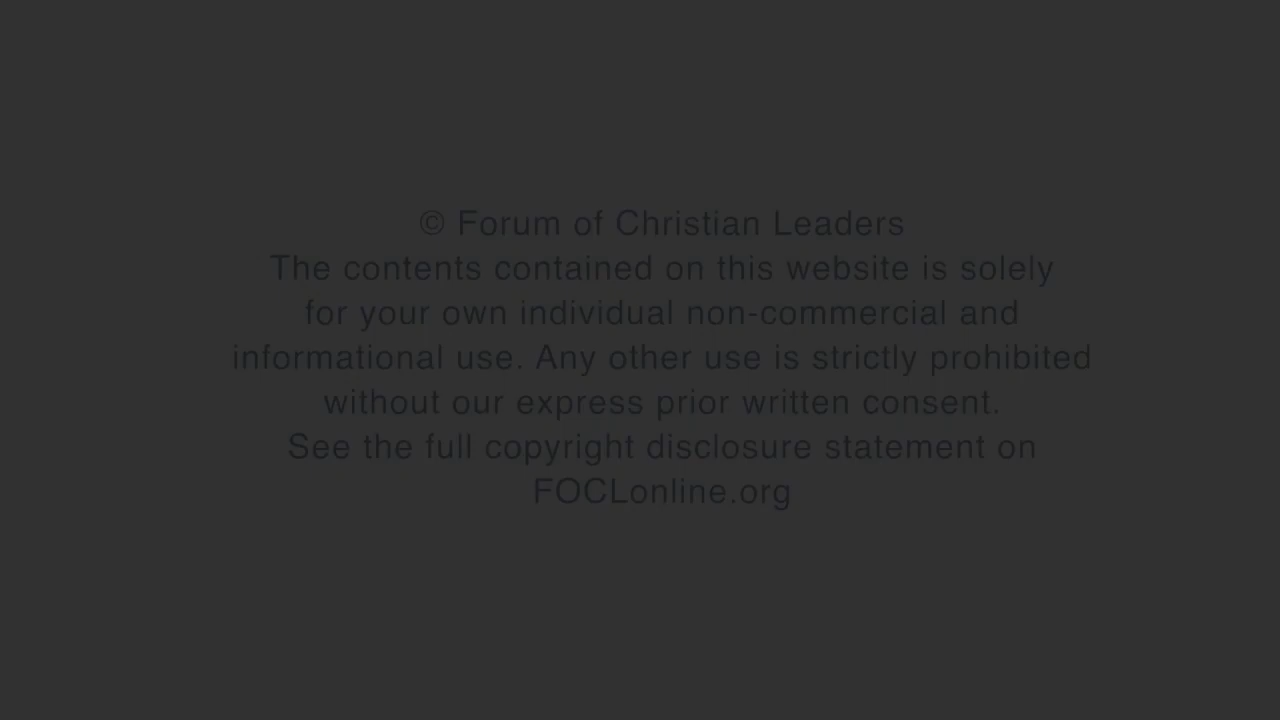 © Forum of Christian Leaders
The contents contained on this website is solely
for your own individual non-commercial and
informational use. Any other use is strictly prohibited
without our express prior written consent.
See the full copyright disclosure statement on
FOCLonline.org